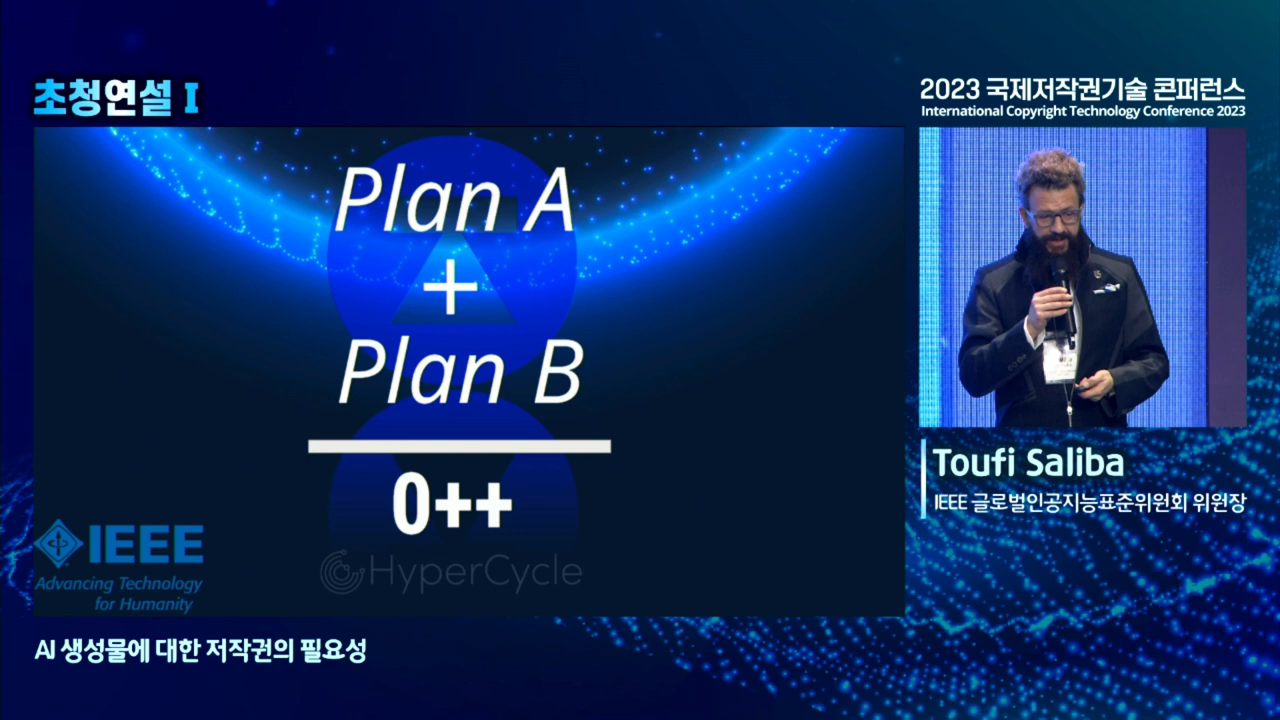 초청연설 I
2023 국제저작권기술 콘퍼런스
International Copyright Technology Conference 2023
Plan A
+
Plan B
0++
HyperCycle
IEEE
Advancing Technology
for Humanity
Toufi Saliba
IEEE 글로벌인공지능표준위원회 위원장
AI 생성물에 대한 저작권의 필요성